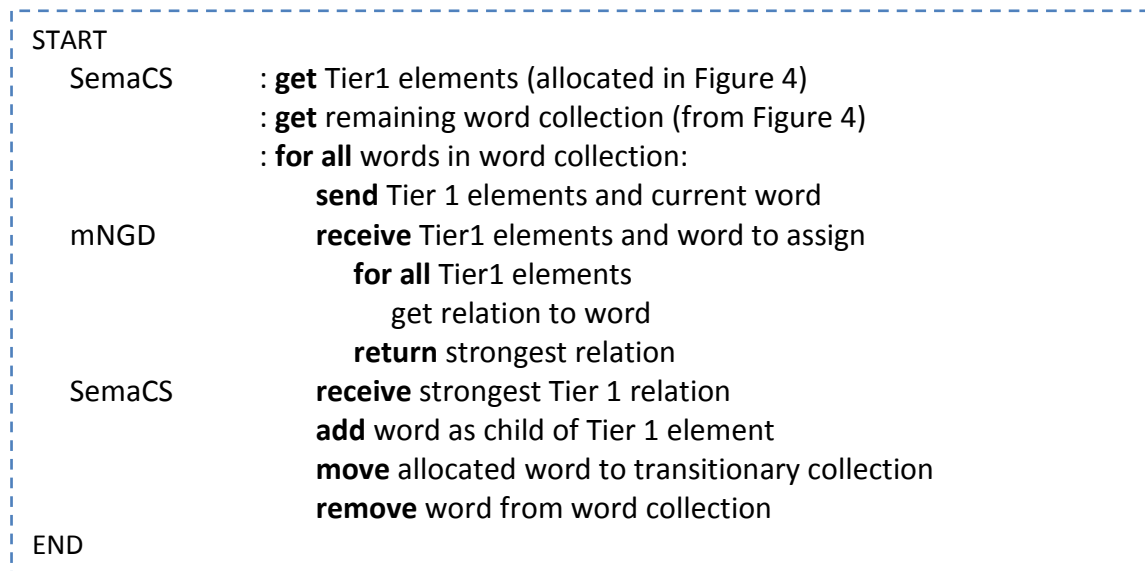 START
SemaCS : get Tier1 elements (allocated in Figure 4)
: get remaining word collection (from Figure 4)
: for all words in word collection:
send Tier 1 elements and current word
mNGD receive Tier1 elements and word to assign
for all Tier1 elements
get relation to word
return strongest relation
SemaCS receive strongest Tier 1 relation
add word as child of Tier 1 element
move allocated word to transitionary collection
remove word from word collection
END